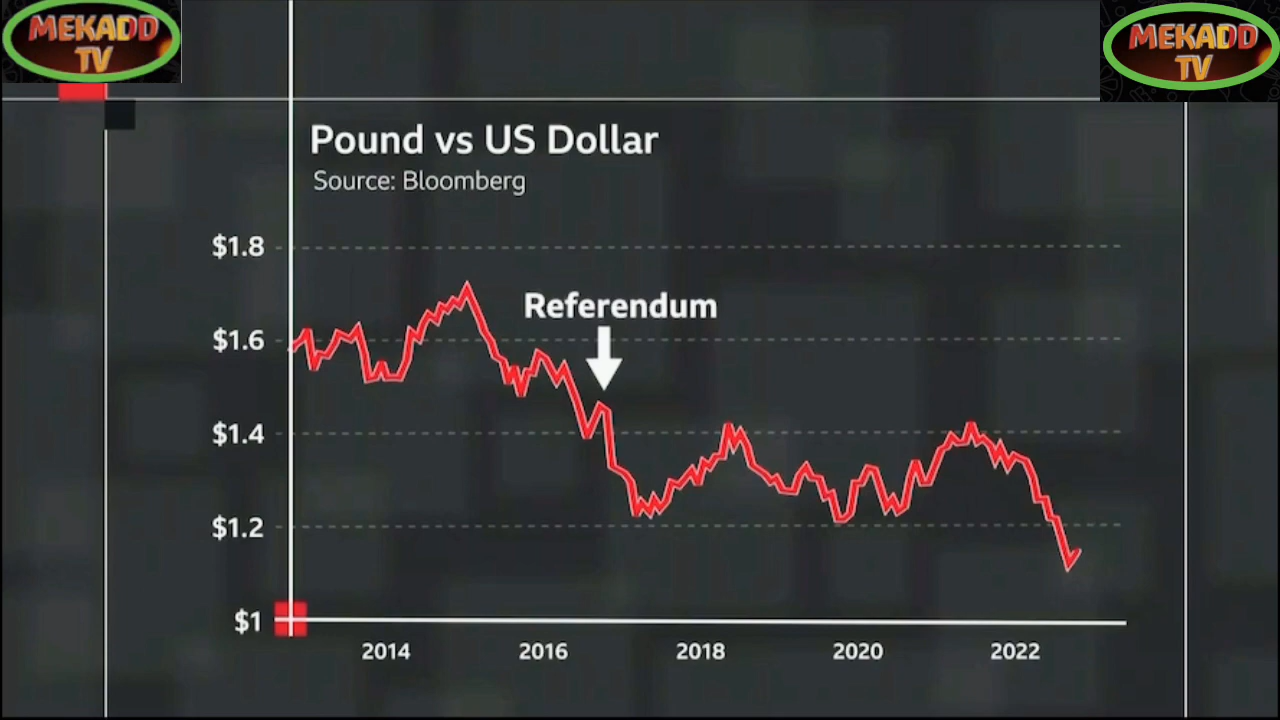 MEKADD
TV
MEKADD
TV
Pound vs US Dollar
Source: Bloomberg
$1.8
Referendum
$1.6
$1.4
$1.2
$1
2014 2016 2018 2020 2022